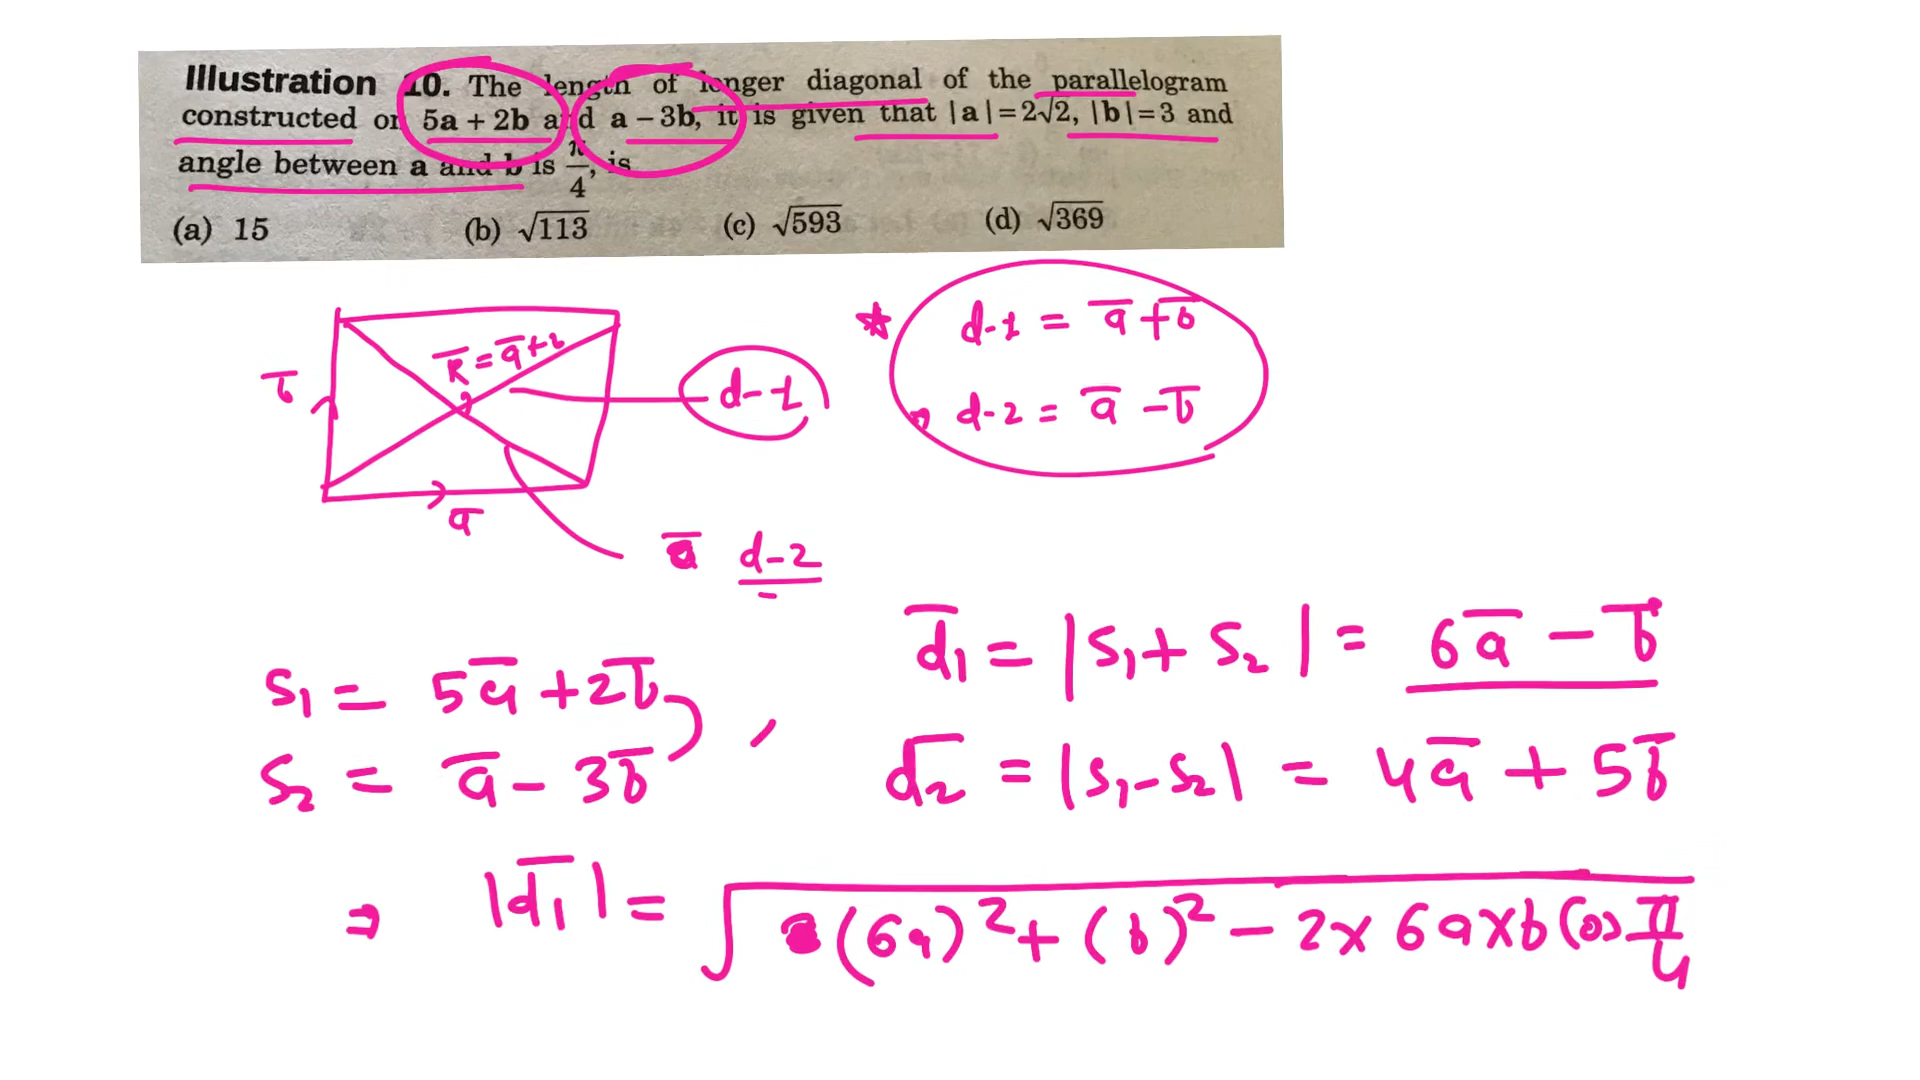 Illustration 10. The length of longer diagonal of the parallelogram
constructed on 5a + 2b and a − 3b, it is given that |a|=2√2, |b|=3 and
angle between a and b is π/4, is
(a) 15 (b) √113 (c) √593 (d) √369
R̅ = a̅+b
b̅
d-1
a̅
d-2
d-1 = a̅+b̅
⇒ d-2 = a̅ − b̅
S₁ = 5a̅+2b̅
S₂ = a̅ − 3b̅
d̅₁ = |S₁+S₂| = 6a̅ − b̅
d̅₂ = |S₁−S₂| = 4a̅ + 5b̅
⇒ |d̅₁| = √(6a)²+(b)²−2×6a×b Cos π/4